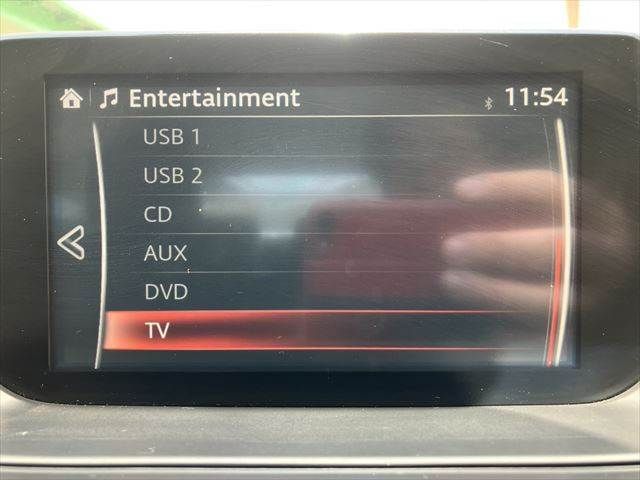 Entertainment 11:54
USB 1
USB 2
CD
AUX
DVD
TV